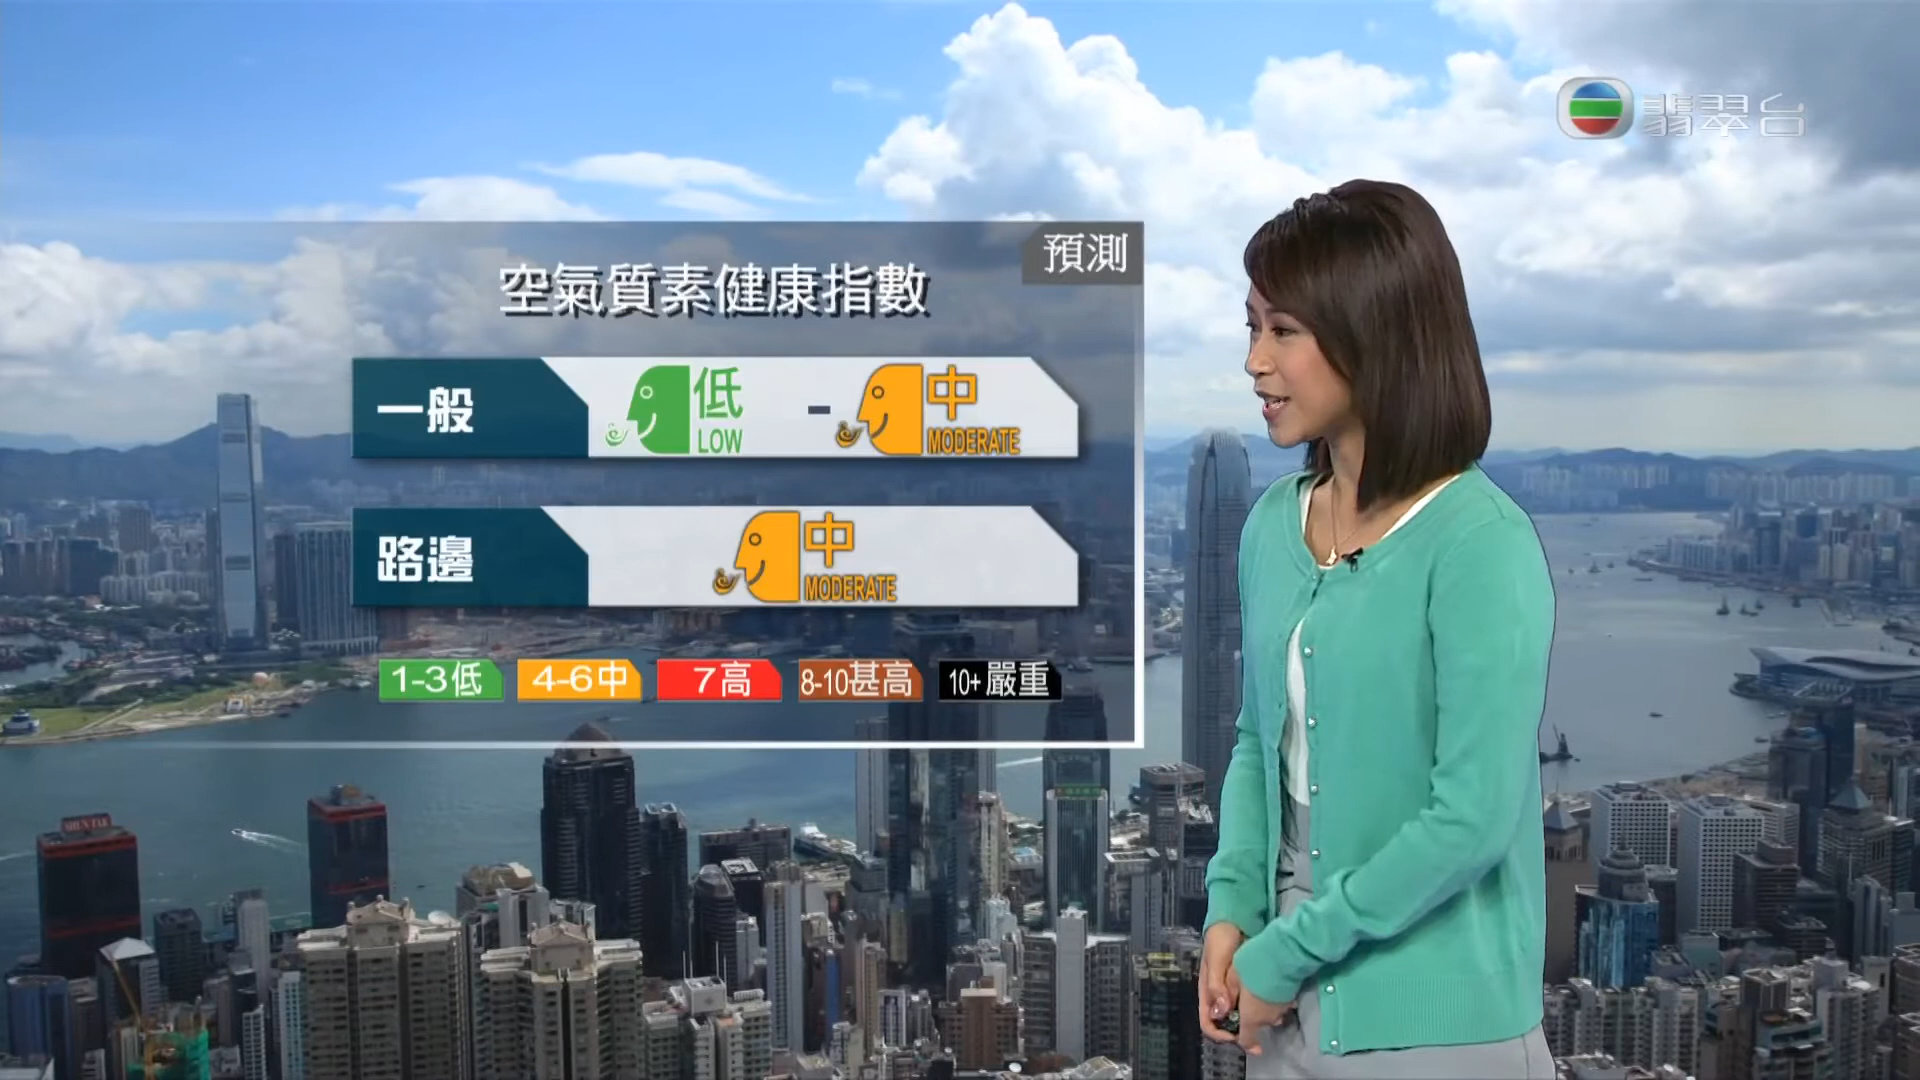 翡翠台
預測
空氣質素健康指數
一般
低
LOW
-
中
MODERATE
路邊
中
MODERATE
1-3低 4-6中 7高 8-10甚高 10+嚴重
SHUN TAK